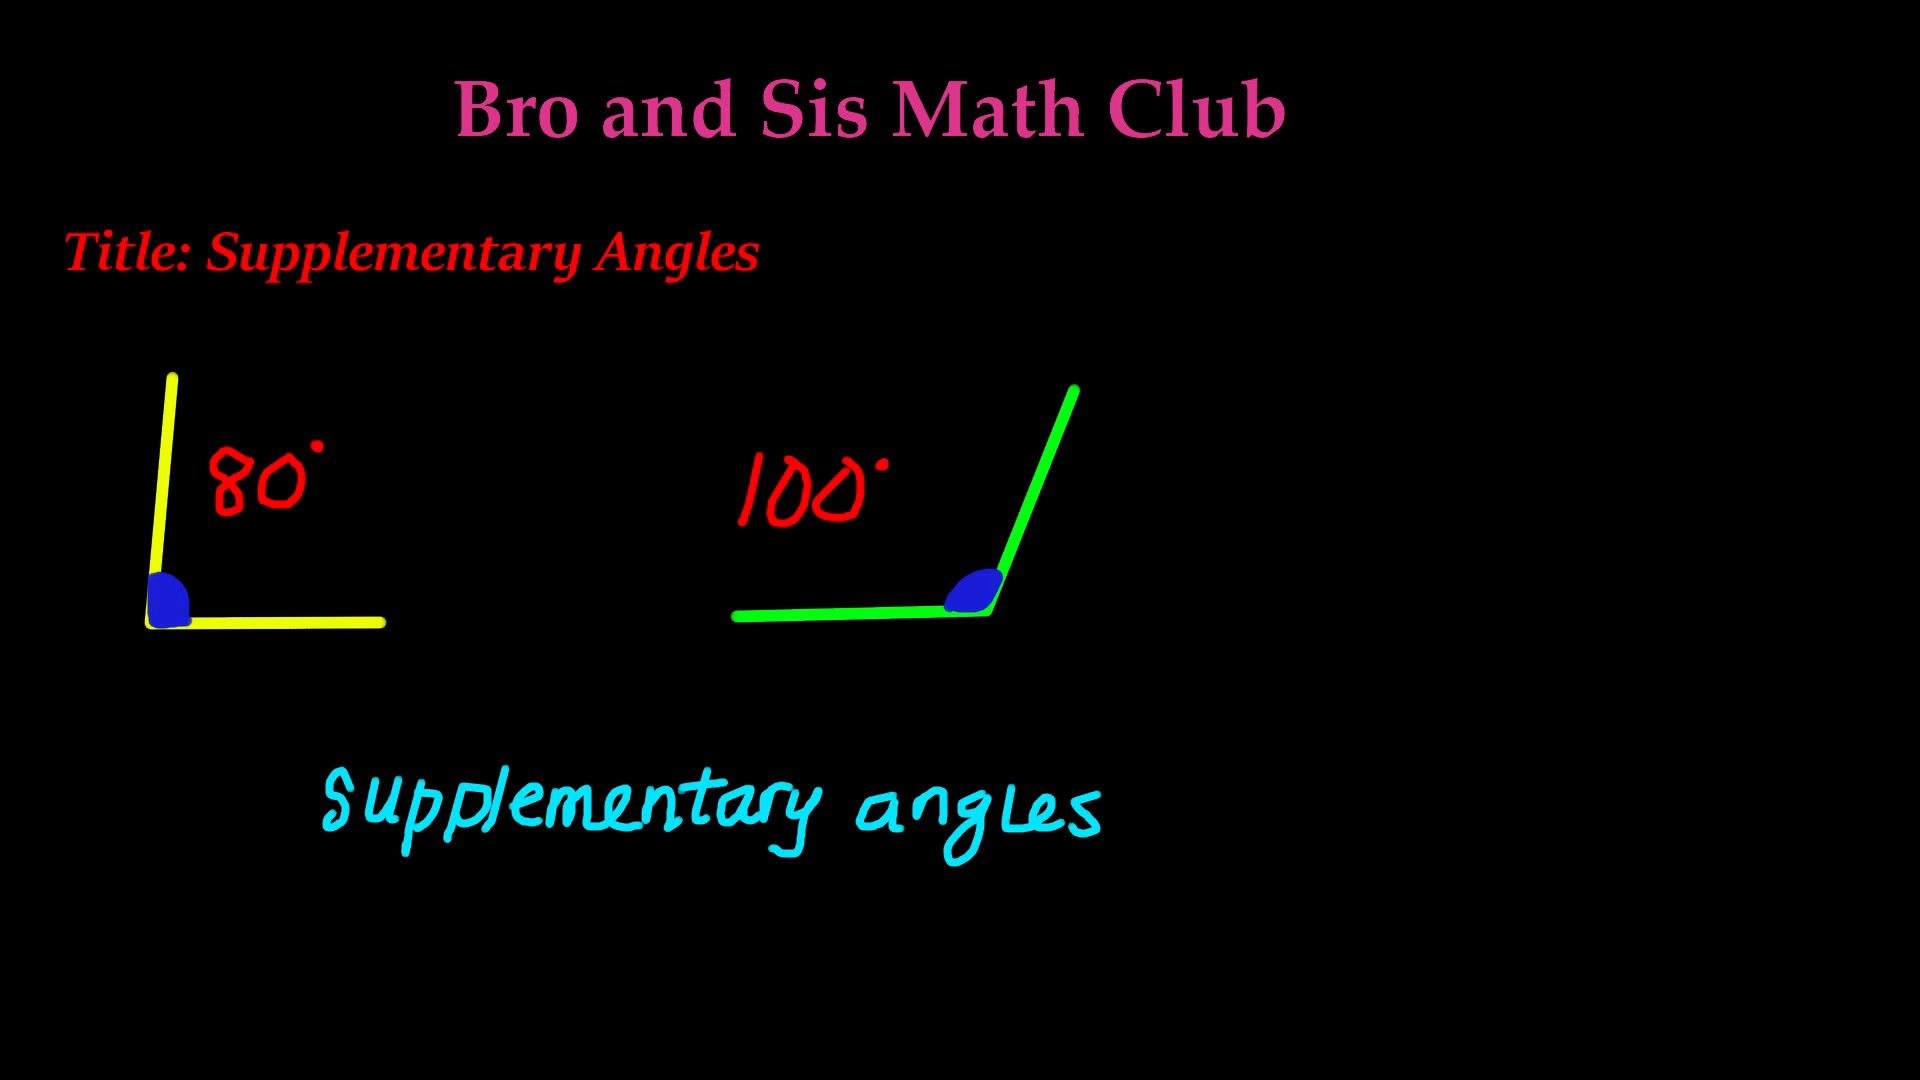 Bro and Sis Math Club
Title: Supplementary Angles
80°
100°
Supplementary angles